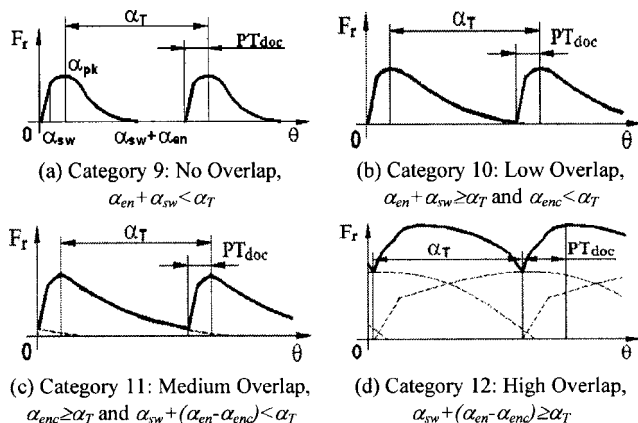 F_r
α_T
PT_doc
α_pk
0
α_sw
α_sw+α_en
θ
(a) Category 9: No Overlap,
α_en+α_sw<α_T
F_r
α_T
PT_doc
0
θ
(b) Category 10: Low Overlap,
α_en+α_sw≥α_T and α_enc<α_T
F_r
α_T
PT_doc
0
θ
(c) Category 11: Medium Overlap,
α_enc≥α_T and α_sw+(α_en-α_enc)<α_T
F_r
α_T
PT_doc
0
θ
(d) Category 12: High Overlap,
α_sw+(α_en-α_enc)≥α_T